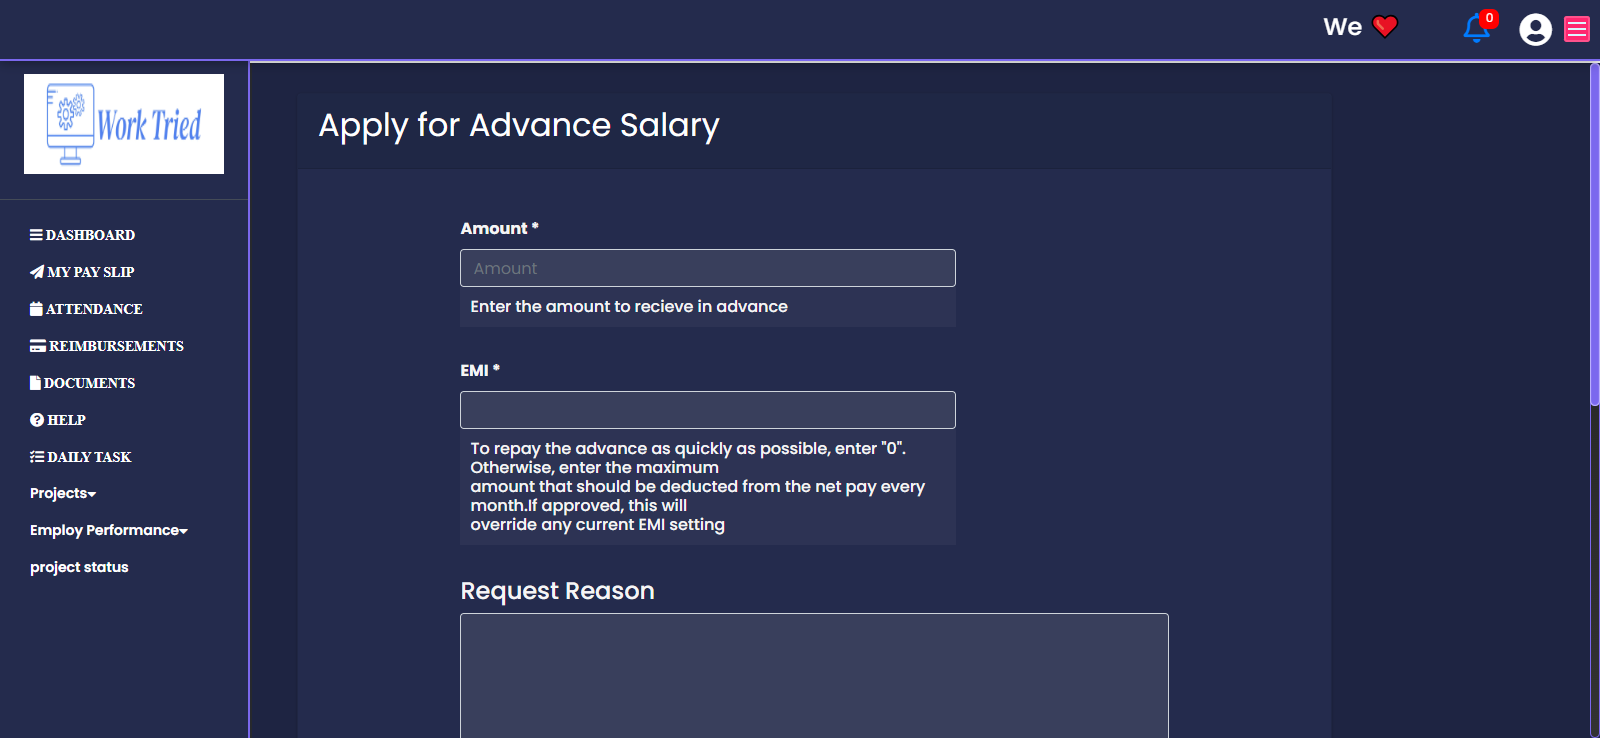 We
0
Work Tried
DASHBOARD
MY PAY SLIP
ATTENDANCE
REIMBURSEMENTS
DOCUMENTS
HELP
DAILY TASK
Projects
Employ Performance
project status
Apply for Advance Salary
Amount *
Amount
Enter the amount to recieve in advance
EMI *
To repay the advance as quickly as possible, enter "0".
Otherwise, enter the maximum
amount that should be deducted from the net pay every
month.If approved, this will
override any current EMI setting
Request Reason